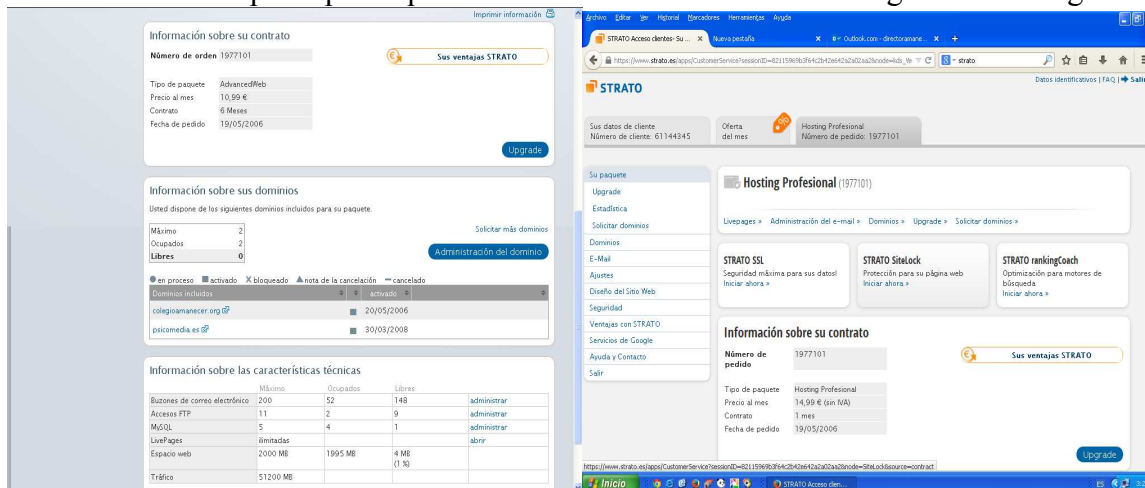 Imprimir información
Información sobre su contrato
Número de orden 1977101
Sus ventajas STRATO
Tipo de paquete AdvancedWeb
Precio al mes 10,99 €
Contrato 6 Meses
Fecha de pedido 19/05/2006
Upgrade
Información sobre sus dominios
Usted dispone de los siguientes dominios incluidos para su paquete.
Máximo 2
Ocupados 2
Libres 0
Solicitar más dominios
Administración del dominio
en proceso activado X bloqueado nota de la cancelación cancelado
Dominios incluidos activado
colegioamanecer.org 20/05/2006
psicomedia.es 30/03/2008
Información sobre las características técnicas
Máximo Ocupados Libres
Buzones de correo electrónico 200 52 148 administrar
Accesos FTP 11 2 9 administrar
MySQL 5 4 1 administrar
LivePages ilimitadas abrir
Espacio web 2000 MB 1995 MB 4 MB
(1 %)
Tráfico 51200 MB
Archivo Editar Ver Historial Marcadores Herramientas Ayuda
STRATO Acceso clientes- Su ... X Nueva pestaña X Outlook.com - directoramane... X +
strato
Datos identificativos | FAQ | Salir
STRATO
Sus datos de cliente
Número de cliente: 61144345
Oferta
del mes
%
Hosting Profesional
Número de pedido: 1977101
Su paquete
Upgrade
Estadística
Solicitar dominios
Dominios
E-Mail
Ajustes
Diseño del Sitio Web
Seguridad
Ventajas con STRATO
Servicios de Google
Ayuda y Contacto
Salir
Hosting Profesional (1977101)
Livepages » Administración del e-mail » Dominios » Upgrade » Solicitar dominios »
STRATO SSL
Seguridad máxima para sus datos!
Iniciar ahora »
STRATO SiteLock
Protección para su página web
Iniciar ahora »
STRATO rankingCoach
Optimización para motores de
búsqueda
Iniciar ahora »
Información sobre su contrato
Número de
pedido
1977101
Sus ventajas STRATO
Tipo de paquete Hosting Profesional
Precio al mes 14,99 € (sin IVA)
Contrato 1 mes
Fecha de pedido 19/05/2006
Upgrade
Inicio
STRATO Acceso clien...
ES